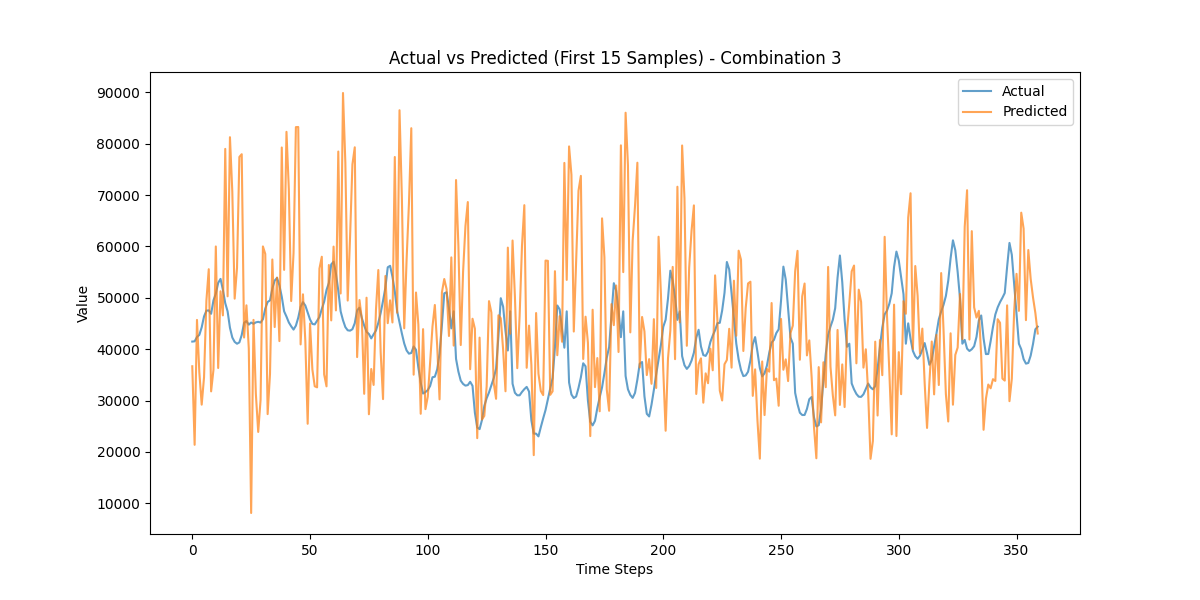 Actual vs Predicted (First 15 Samples) - Combination 3
Actual
Predicted
Value
90000
80000
70000
60000
50000
40000
30000
20000
10000
0 50 100 150 200 250 300 350
Time Steps